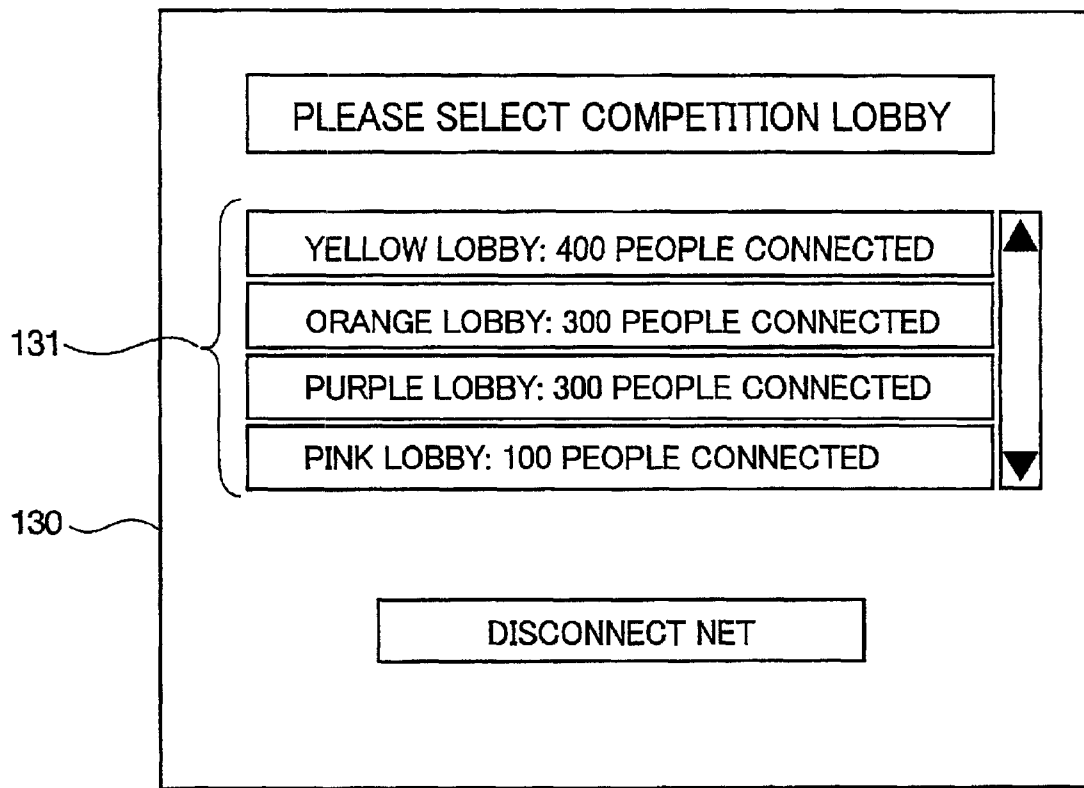 PLEASE SELECT COMPETITION LOBBY
YELLOW LOBBY: 400 PEOPLE CONNECTED
ORANGE LOBBY: 300 PEOPLE CONNECTED
131
PURPLE LOBBY: 300 PEOPLE CONNECTED
PINK LOBBY: 100 PEOPLE CONNECTED
130
DISCONNECT NET